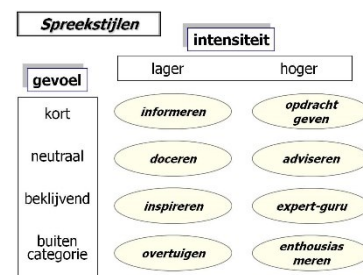 Spreekstijlen
intensiteit
lager hoger
gevoel
kort informeren opdracht
geven
neutraal doceren adviseren
beklijvend inspireren expert-guru
buiten
categorie overtuigen enthousias
meren